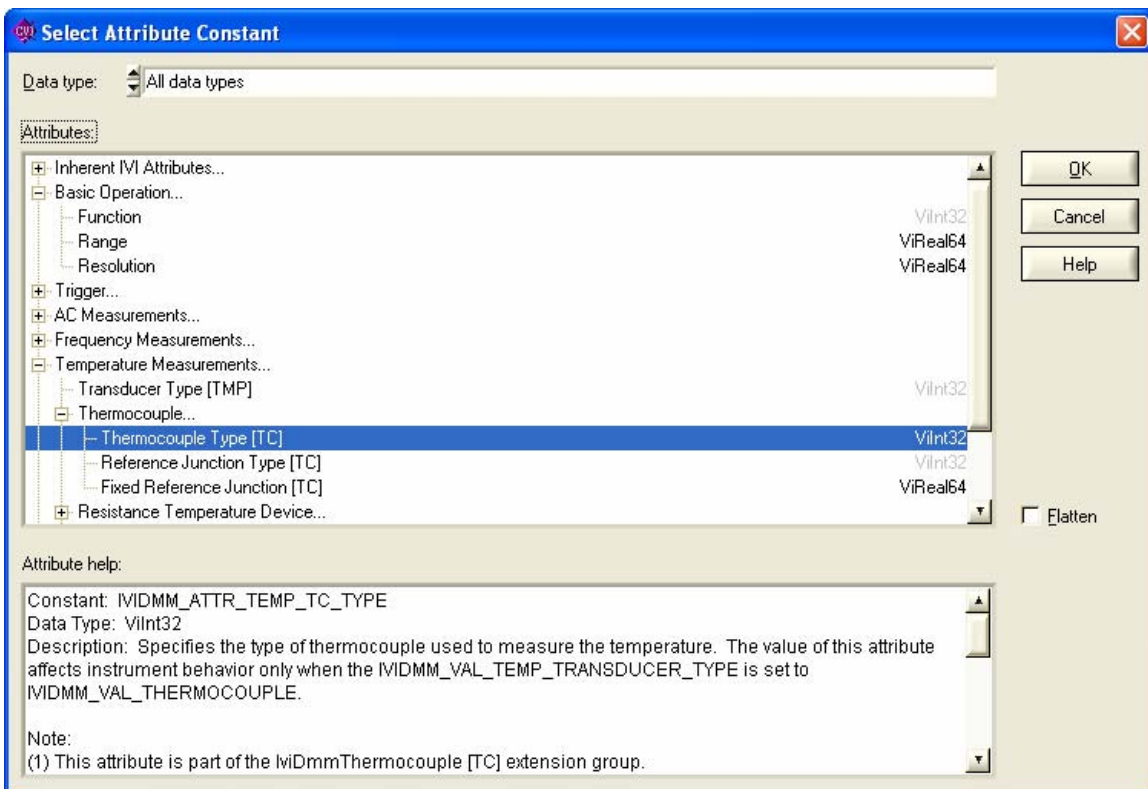 CVI Select Attribute Constant
Data type: All data types
Attributes:
Inherent IVI Attributes...
Basic Operation...
Function ViInt32
Range ViReal64
Resolution ViReal64
Trigger...
AC Measurements...
Frequency Measurements...
Temperature Measurements...
Transducer Type [TMP] ViInt32
Thermocouple...
Thermocouple Type [TC] ViInt32
Reference Junction Type [TC] ViInt32
Fixed Reference Junction [TC] ViReal64
Resistance Temperature Device...
OK
Cancel
Help
Flatten
Attribute help:
Constant: IVIDMM_ATTR_TEMP_TC_TYPE
Data Type: ViInt32
Description: Specifies the type of thermocouple used to measure the temperature. The value of this attribute
affects instrument behavior only when the IVIDMM_VAL_TEMP_TRANSDUCER_TYPE is set to
IVIDMM_VAL_THERMOCOUPLE.
Note:
(1) This attribute is part of the IviDmmThermocouple [TC] extension group.